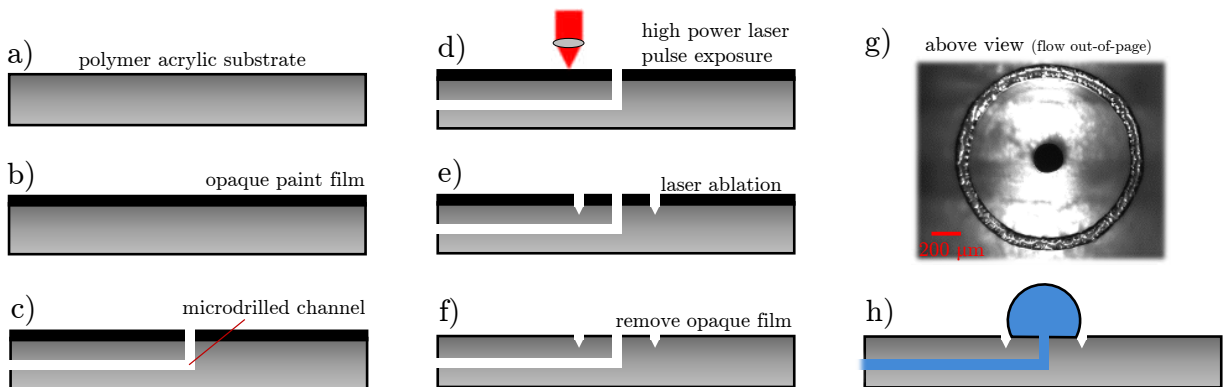 a)
polymer acrylic substrate
b)
opaque paint film
c)
microdrilled channel
d)
high power laser
pulse exposure
e)
laser ablation
f)
remove opaque film
g)
above view (flow out-of-page)
200 µm
h)